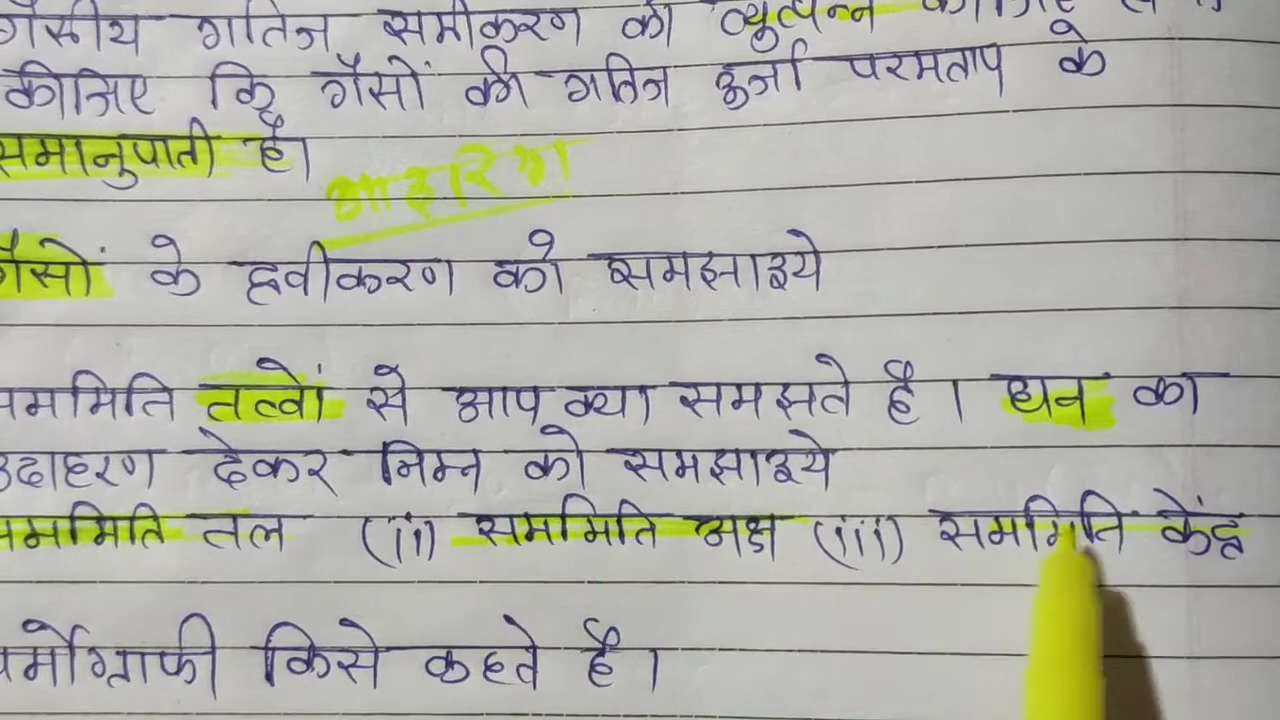 गैसीय गतिज समीकरण को व्युत्पन्न
कीजिए कि गैसों की गतिज ऊर्जा परमताप के
समानुपाती है।
गैसों के द्रवीकरण को समझाइये
सममिति तत्वों से आप क्या समझते है। घन का
उदाहरण देकर निम्न को समझाइये
सममिति तल (ii) सममिति अक्ष (iii) सममिति केंद्र
किसे कहते है।